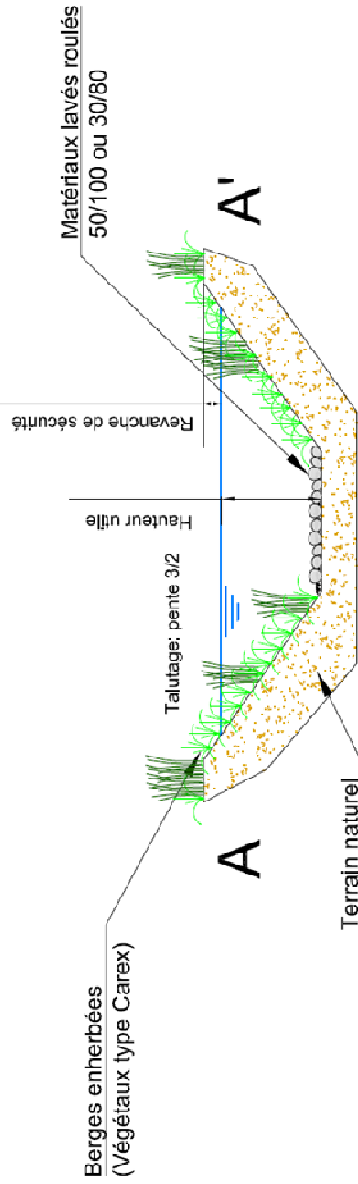 Berges enherbées
(Végétaux type Carex)
Matériaux lavés roulés
50/100 ou 30/80
Revanche de sécurité
Hauteur utile
Talutage: pente 3/2
A
A'
Terrain naturel